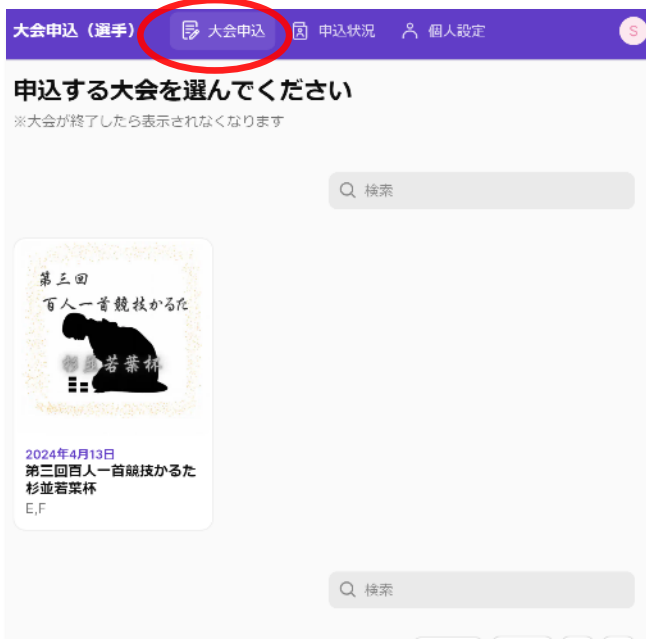 大会申込（選手）
大会申込
申込状況
個人設定
S
申込する大会を選んでください
※大会が終了したら表示されなくなります
検索
第三回
百人一首競技かるた
杉並若葉杯
2024年4月13日
第三回百人一首競技かるた
杉並若葉杯
E,F
検索